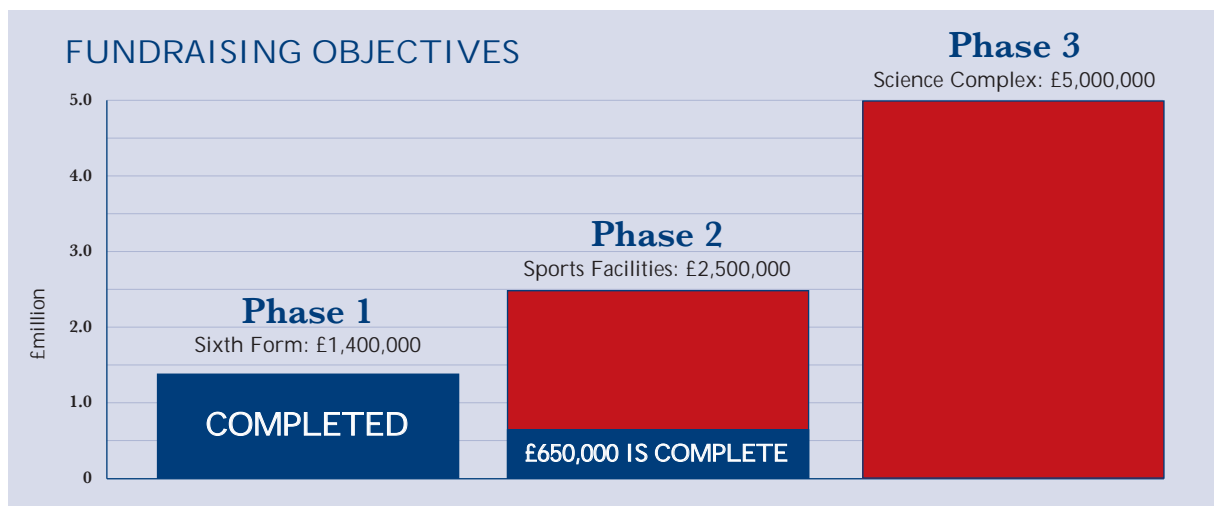 FUNDRAISING OBJECTIVES
Phase 3
Science Complex: £5,000,000
5.0
4.0
Phase 2
3.0
Sports Facilities: £2,500,000
£million
Phase 1
2.0
Sixth Form: £1,400,000
1.0
COMPLETED
£650,000 IS COMPLETE
0